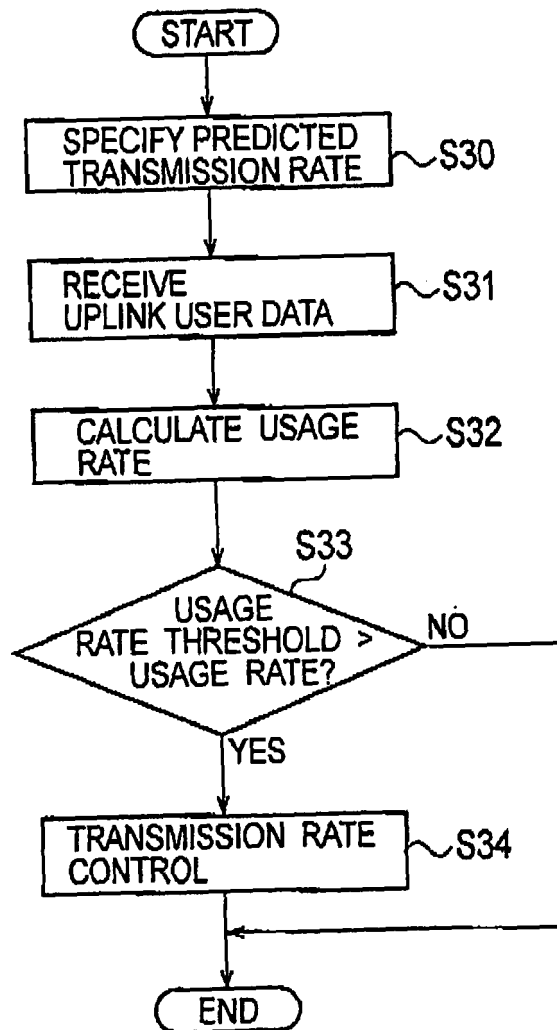 START
SPECIFY PREDICTED
TRANSMISSION RATE
S30
RECEIVE
UPLINK USER DATA
S31
CALCULATE USAGE
RATE
S32
S33
USAGE
RATE THRESHOLD >
USAGE RATE?
NO
YES
TRANSMISSION RATE
CONTROL
S34
END